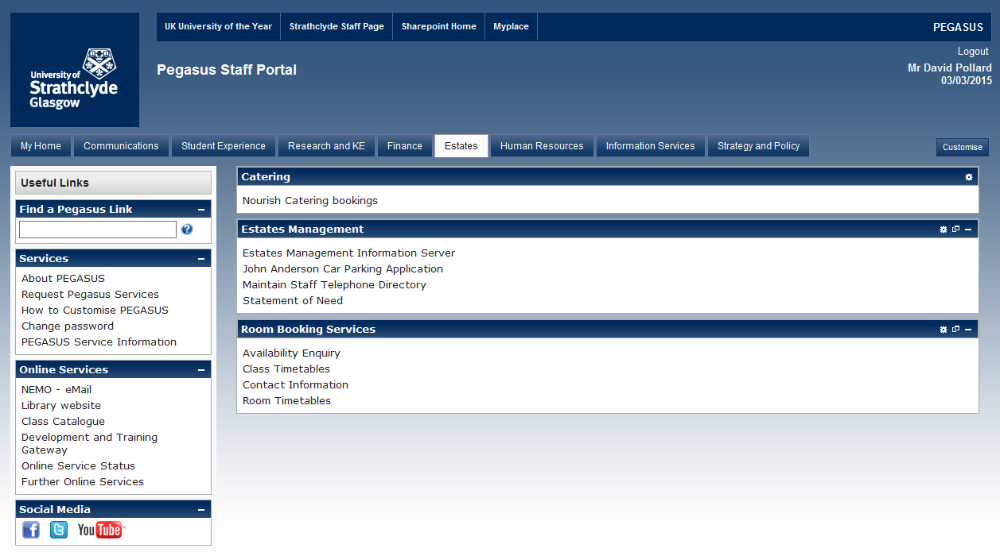 UK University of the Year Strathclyde Staff Page Sharepoint Home Myplace PEGASUS
Logout
Pegasus Staff Portal
Mr David Pollard
03/03/2015
University of
Strathclyde
Glasgow
My Home Communications Student Experience Research and KE Finance Estates Human Resources Information Services Strategy and Policy Customise
Useful Links
Find a Pegasus Link
Services
About PEGASUS
Request Pegasus Services
How to Customise PEGASUS
Change password
PEGASUS Service Information
Online Services
NEMO - eMail
Library website
Class Catalogue
Development and Training
Gateway
Online Service Status
Further Online Services
Social Media
YouTube
Catering
Nourish Catering bookings
Estates Management
Estates Management Information Server
John Anderson Car Parking Application
Maintain Staff Telephone Directory
Statement of Need
Room Booking Services
Availability Enquiry
Class Timetables
Contact Information
Room Timetables